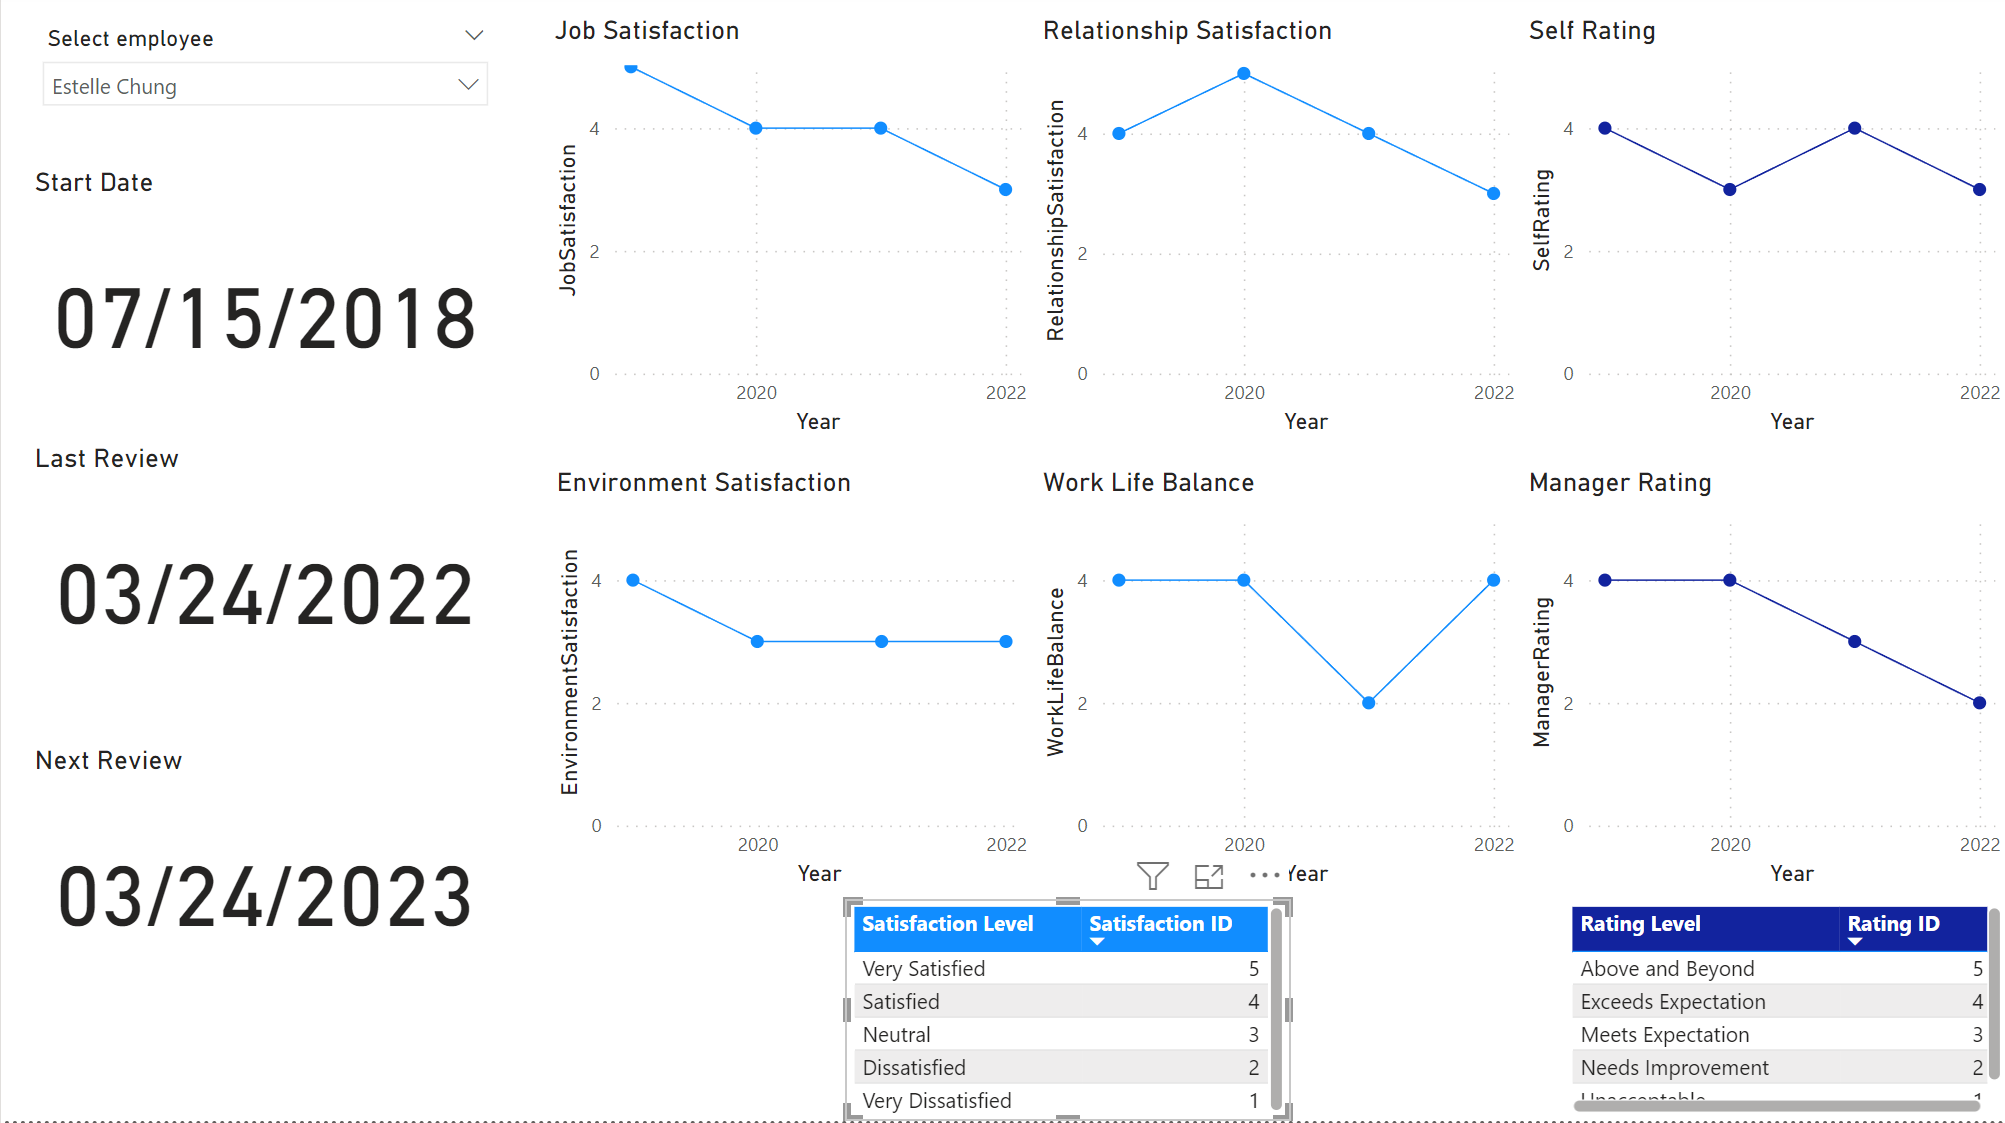 Select employee
Estelle Chung
Start Date
07/15/2018
Last Review
03/24/2022
Next Review
03/24/2023
Job Satisfaction
JobSatisfaction
4
2
0
2020 2022
Year
Relationship Satisfaction
RelationshipSatisfaction
4
2
0
2020 2022
Year
Self Rating
SelfRating
4
2
0
2020 2022
Year
Environment Satisfaction
EnvironmentSatisfaction
4
2
0
2020 2022
Year
Work Life Balance
WorkLifeBalance
4
2
0
2020 2022
Year
Manager Rating
ManagerRating
4
2
0
2020 2022
Year
Satisfaction Level Satisfaction ID
Very Satisfied 5
Satisfied 4
Neutral 3
Dissatisfied 2
Very Dissatisfied 1
Rating Level Rating ID
Above and Beyond 5
Exceeds Expectation 4
Meets Expectation 3
Needs Improvement 2
Unacceptable 1